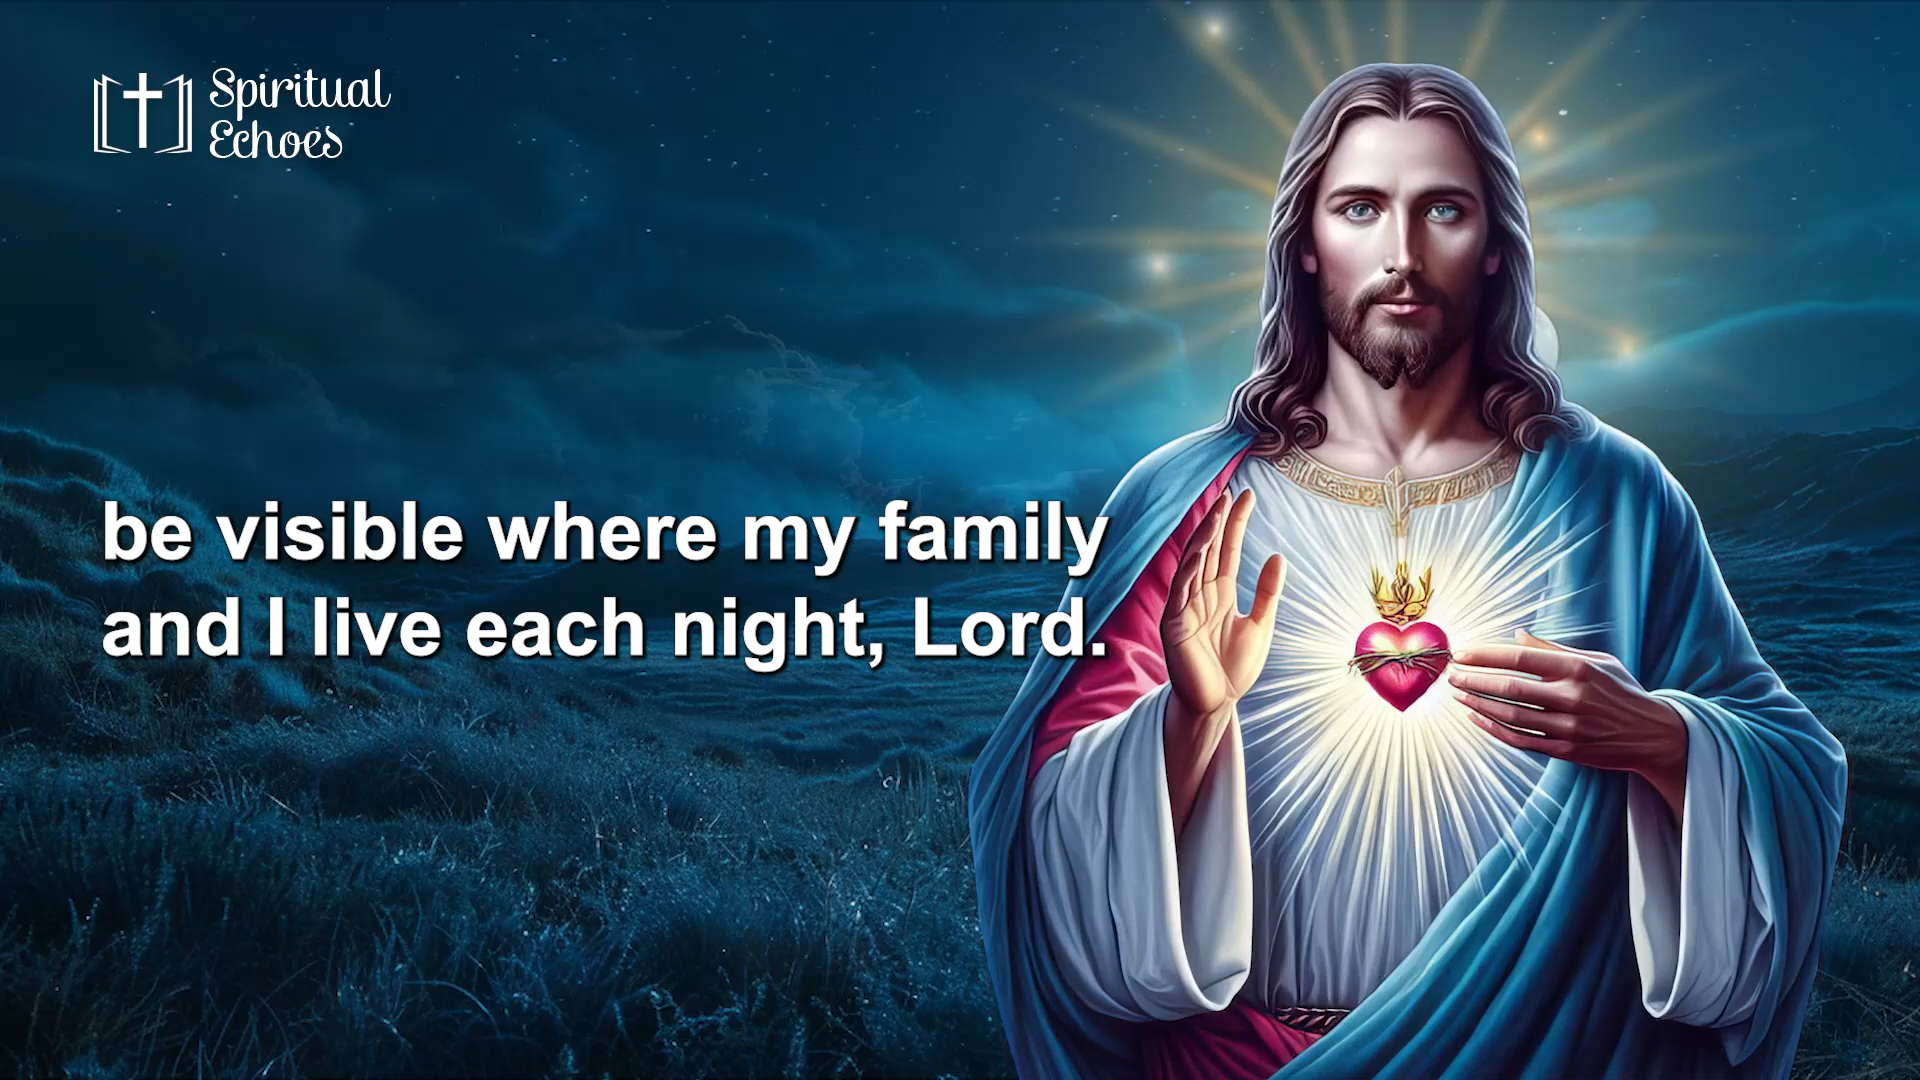 Spiritual
Echoes
be visible where my family
and I live each night, Lord.